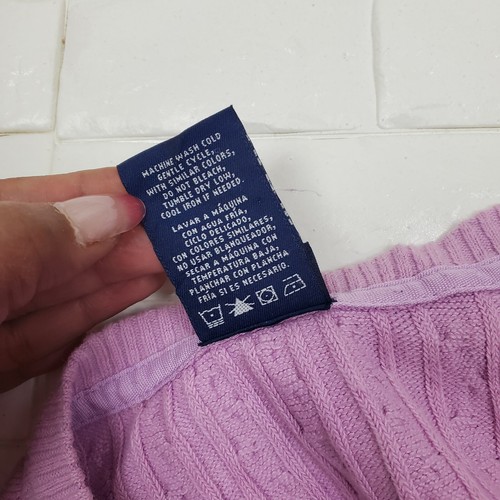 MACHINE WASH COLD
GENTLE CYCLE,
WITH SIMILAR COLORS,
DO NOT BLEACH,
TUMBLE DRY LOW,
COOL IRON IF NEEDED.
LAVAR A MÁQUINA
CON AGUA FRÍA,
CICLO DELICADO,
CON COLORES SIMILARES,
NO USAR BLANQUEADOR,
SECAR A MÁQUINA CON
TEMPERATURA BAJA,
PLANCHAR CON PLANCHA
FRÍA SI ES NECESARIO.